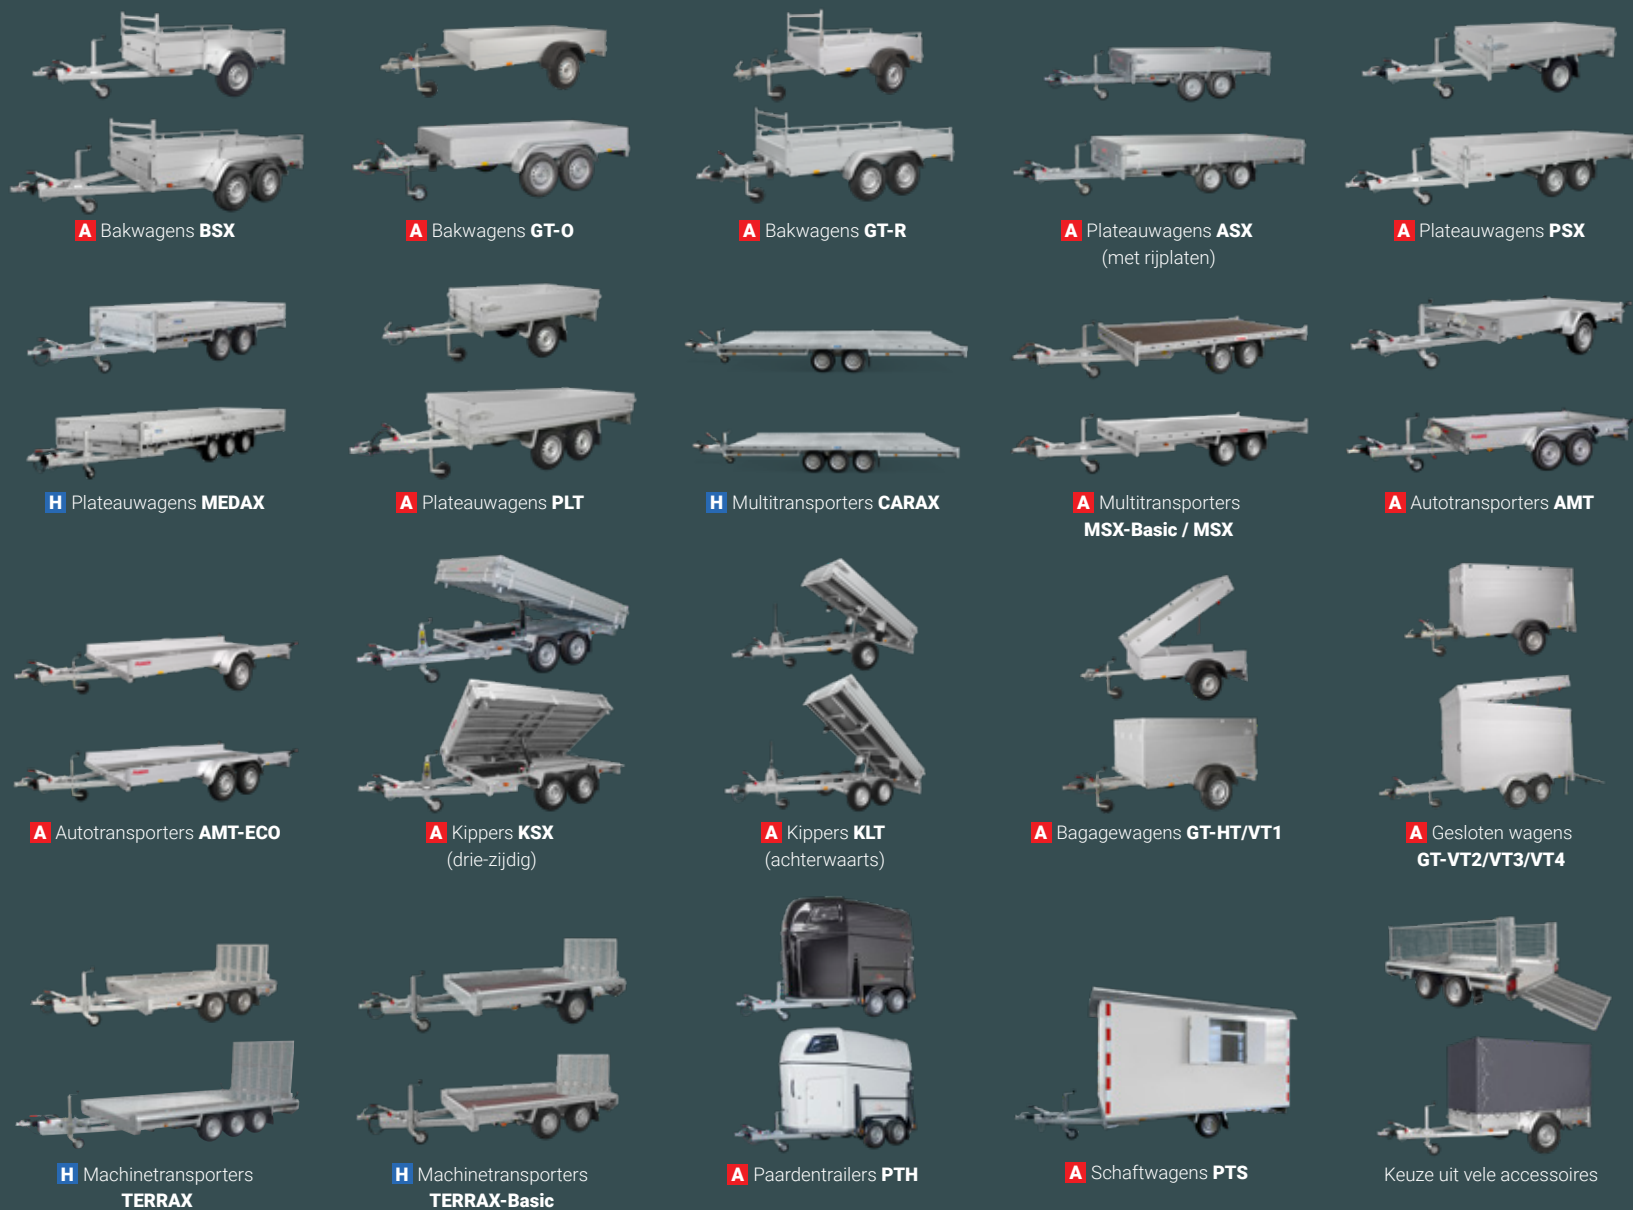 A Bakwagens BSX
A Bakwagens GT-O
A Bakwagens GT-R
A Plateauwagens ASX
(met rijplaten)
A Plateauwagens PSX
H Plateauwagens MEDAX
A Plateauwagens PLT
H Multitransporters CARAX
A Multitransporters
MSX-Basic / MSX
A Autotransporters AMT
A Autotransporters AMT-ECO
A Kippers KSX
(drie-zijdig)
A Kippers KLT
(achterwaarts)
A Bagagewagens GT-HT/VT1
A Gesloten wagens
GT-VT2/VT3/VT4
H Machinetransporters
TERRAX
H Machinetransporters
TERRAX-Basic
A Paardentrailers PTH
A Schaftwagens PTS
Keuze uit vele accessoires